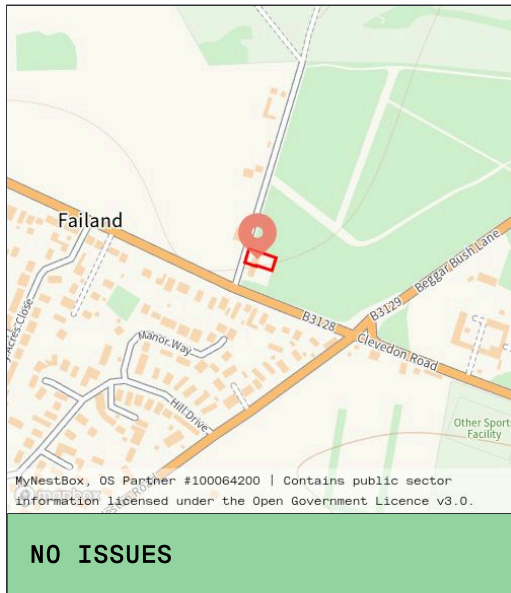 Failand
B3129
Beggar Bush Lane
B3128
Clevedon Road
y Acres Close
Manor Way
Hill Drive
Other Sports
Facility
MyNestBox, OS Partner #100064200 | Contains public sector
mapbox
information licensed under the Open Government Licence v3.0.
NO ISSUES